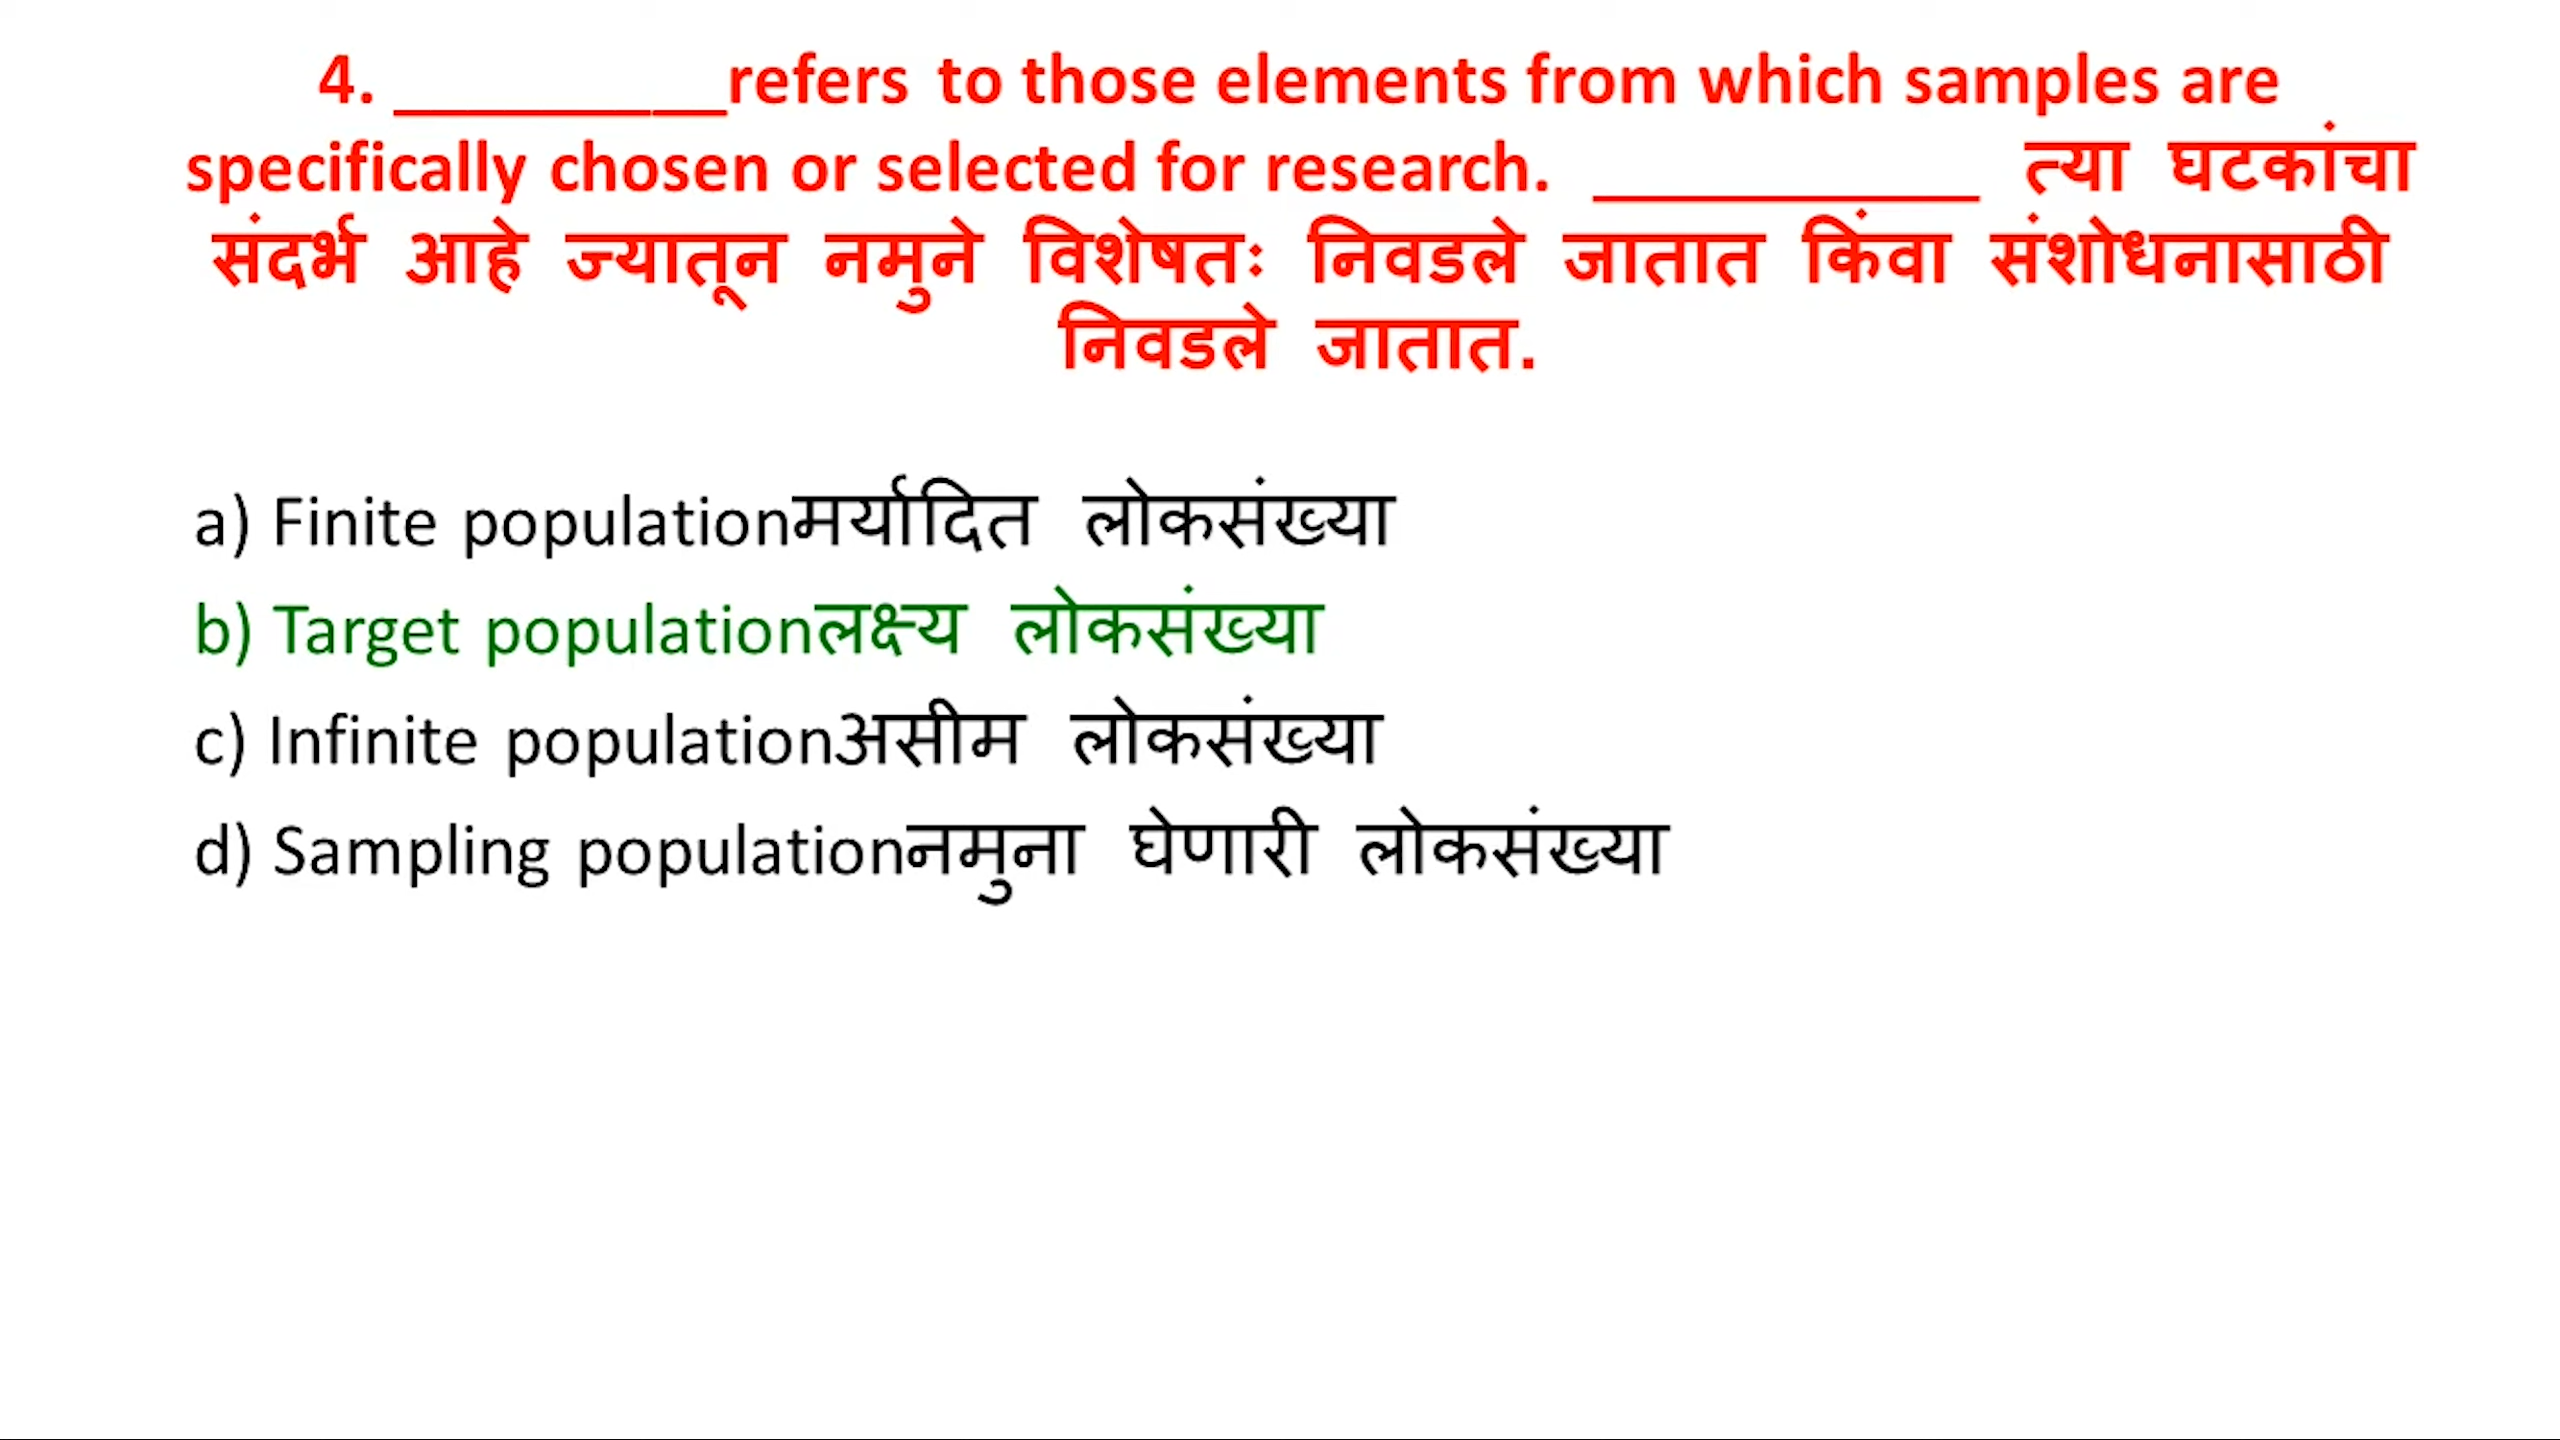 4. __________refers to those elements from which samples are
specifically chosen or selected for research. ___________ त्या घटकांचा
संदर्भ आहे ज्यातून नमुने विशेषतः निवडले जातात किंवा संशोधनासाठी
निवडले जातात.
a) Finite populationमर्यादित लोकसंख्या
b) Target populationलक्ष्य लोकसंख्या
c) Infinite populationअसीम लोकसंख्या
d) Sampling populationनमुना घेणारी लोकसंख्या